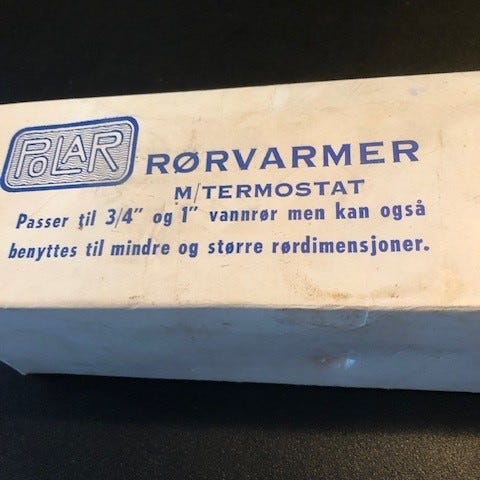 POLAR
RØRVARMER
M/TERMOSTAT
Passer til 3/4" og 1" vannrør men kan også
benyttes til mindre og større rørdimensjoner.